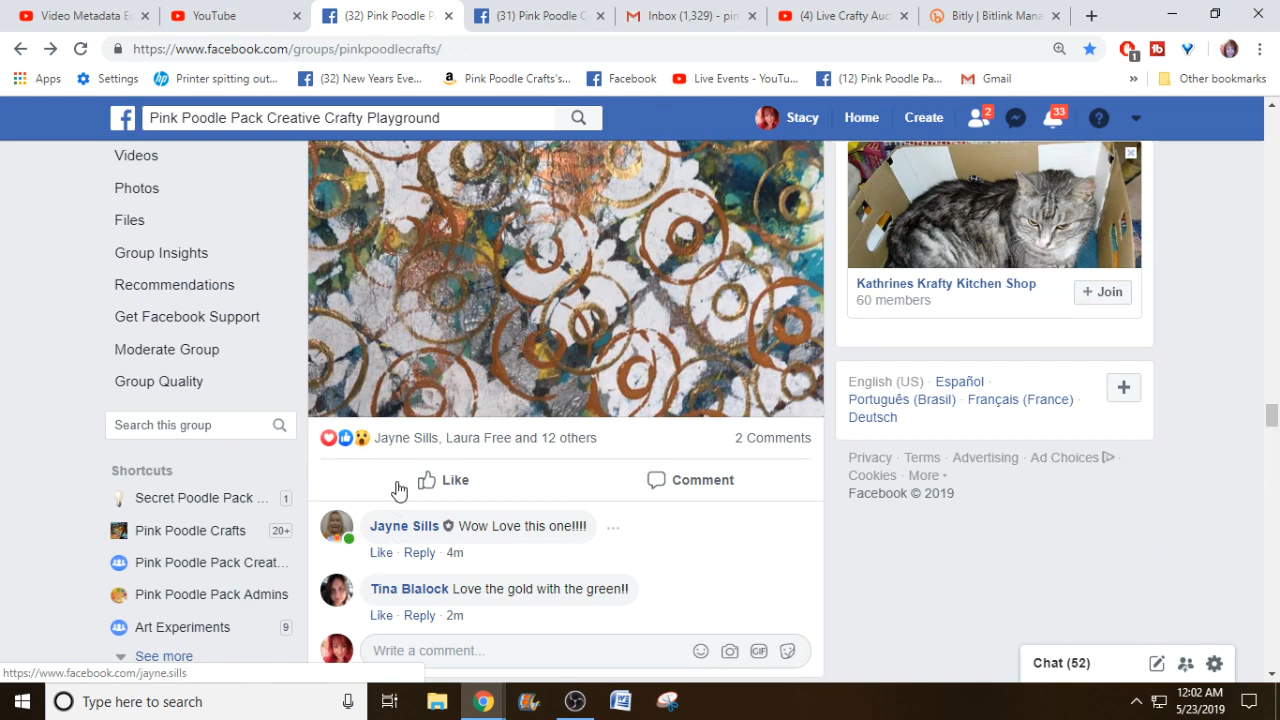 Video Metadata Ec
YouTube
(32) Pink Poodle P
(31) Pink Poodle C
Inbox (1,329) - pin
(4) Live Crafty Auc
Bitly | Bitlink Mana
https://www.facebook.com/groups/pinkpoodlecrafts/
1
Apps
Settings
Printer spitting out...
(32) New Years Eve...
Pink Poodle Crafts's...
Facebook
Live Events - YouTu...
(12) Pink Poodle Pa...
Gmail
Other bookmarks
Pink Poodle Pack Creative Crafty Playground
Stacy
Home
Create
2
33
Videos
Photos
Files
Group Insights
Recommendations
Get Facebook Support
Moderate Group
Group Quality
Search this group
Shortcuts
Secret Poodle Pack ... 1
Pink Poodle Crafts 20+
Pink Poodle Pack Creat...
Pink Poodle Pack Admins
Art Experiments 9
See more
https://www.facebook.com/jayne.sills
Jayne Sills, Laura Free and 12 others
2 Comments
Like
Comment
Jayne Sills Wow Love this one!!!!
Like · Reply · 4m
Tina Blalock Love the gold with the green!!
Like · Reply · 2m
Write a comment...
GIF
Kathrines Krafty Kitchen Shop
60 members
+ Join
English (US) · Español ·
Português (Brasil) · Français (France) ·
Deutsch
Privacy · Terms · Advertising · Ad Choices ·
Cookies · More
Facebook © 2019
Chat (52)
Type here to search
12:02 AM
5/23/2019